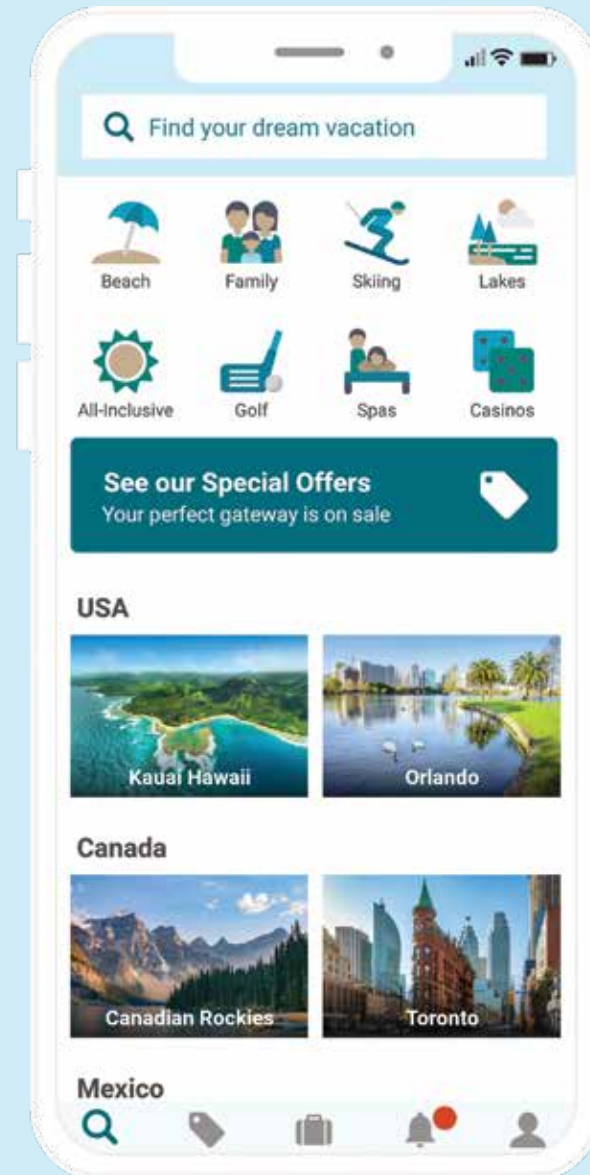 Find your dream vacation
Beach Family Skiing Lakes
All-Inclusive Golf Spas Casinos
See our Special Offers
Your perfect gateway is on sale
USA
Kauai Hawaii Orlando
Canada
Canadian Rockies Toronto
Mexico